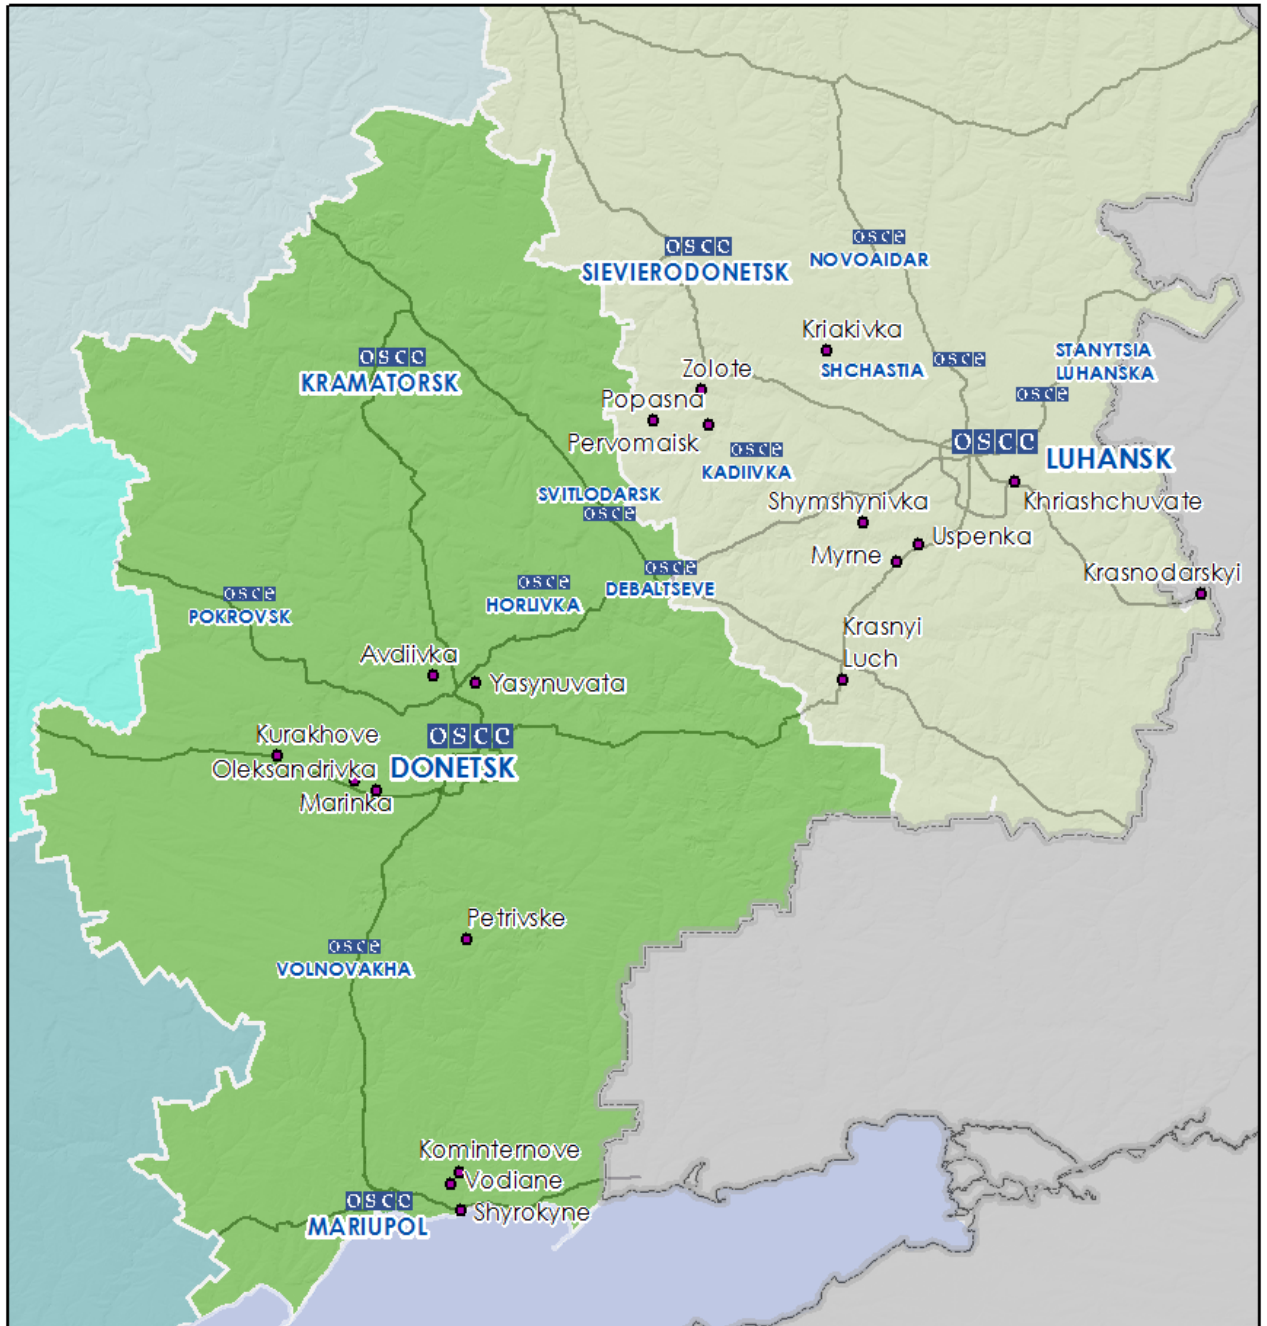 osce
NOVOAIDAR
osce
SIEVIERODONETSK
Kriakivka
osce
SHCHASTIA
STANYTSIA
LUHANSKA
osce
osce
KRAMATORSK
Zolote
Popasna
Pervomaisk
osce
KADIIVKA
osce
LUHANSK
SVITLODARSK
osce
Shymshynivka
Khriashchuvate
Uspenka
Myrne
osce
DEBALTSEVE
Krasnodarskyi
osce
HORLIVKA
osce
POKROVSK
Krasnyi
Luch
Avdiivka
Yasynuvata
Kurakhove
osce
DONETSK
Oleksandrivka
Marinka
Petrivske
osce
VOLNOVAKHA
Kominternove
Vodiane
Shyrokyne
osce
MARIUPOL